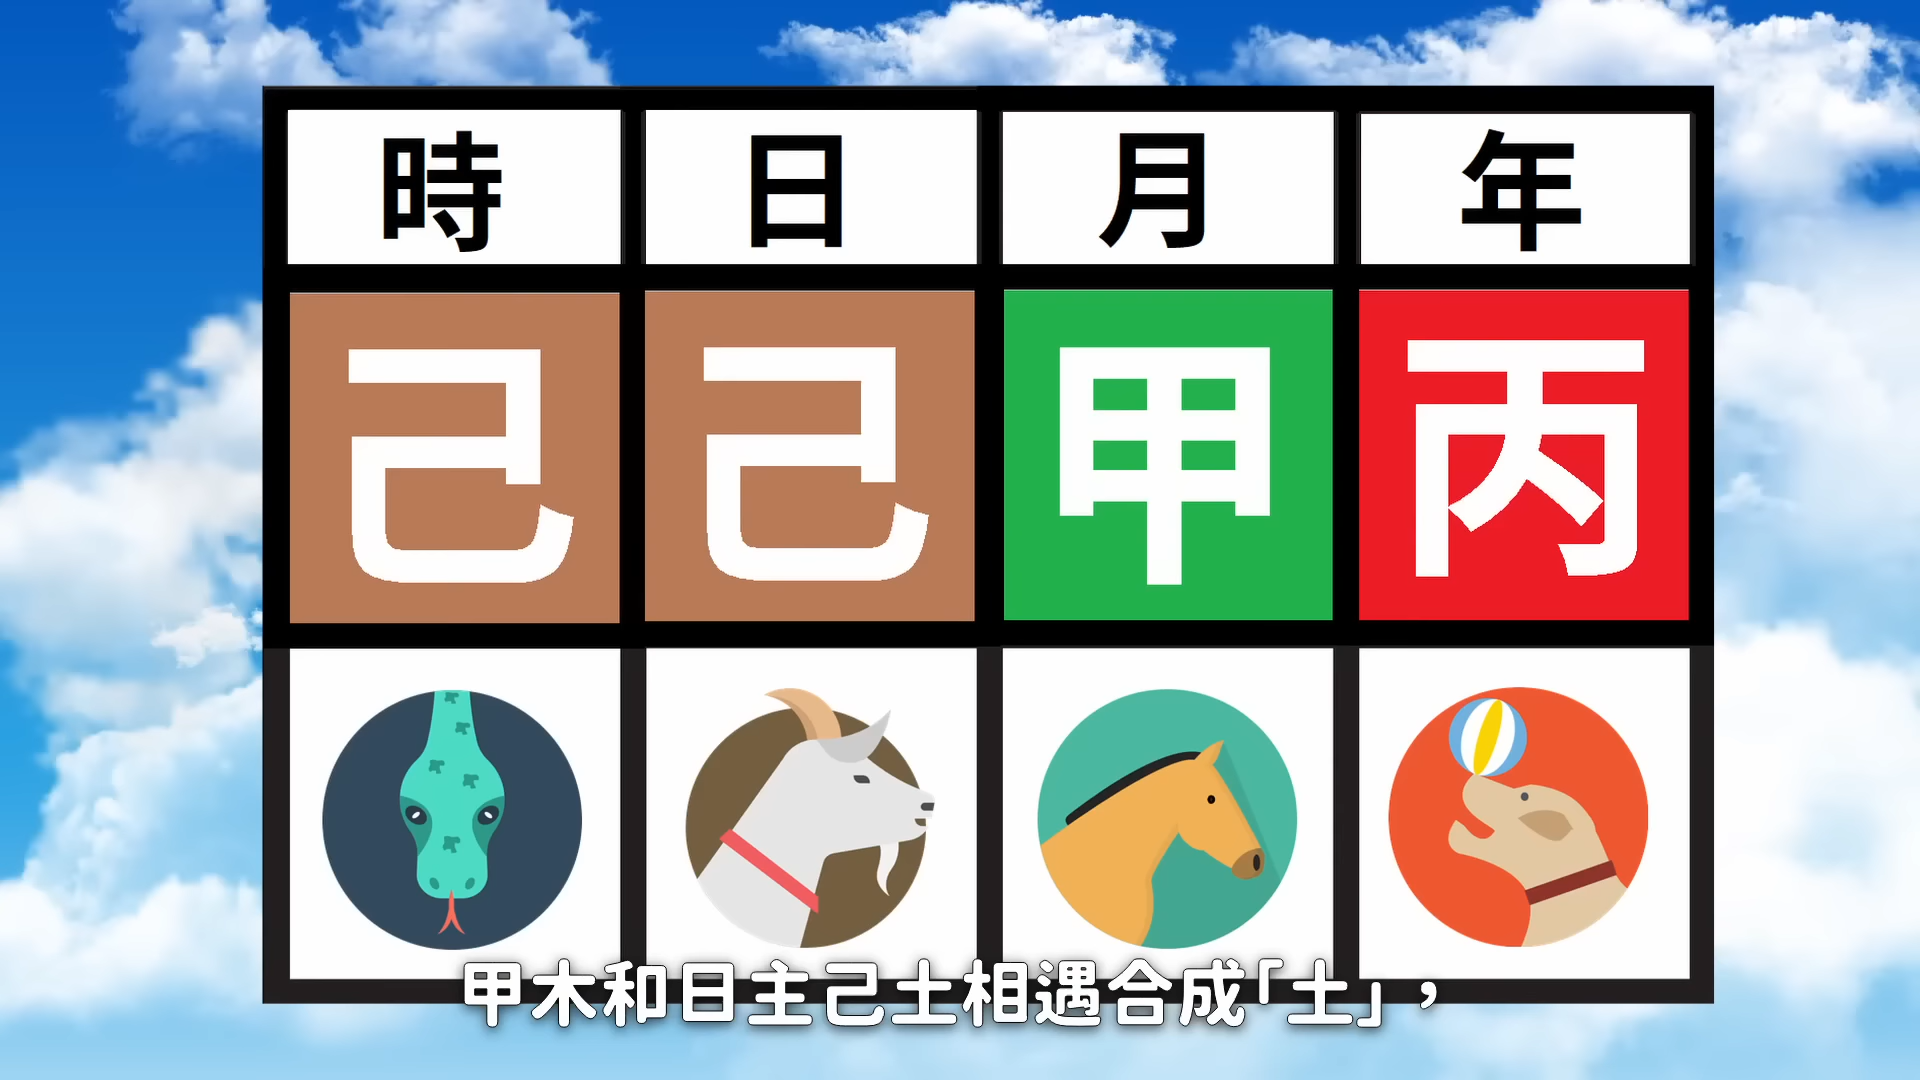 時 日 月 年
己 己 甲 丙
甲木和日主己土相遇合成「土」，